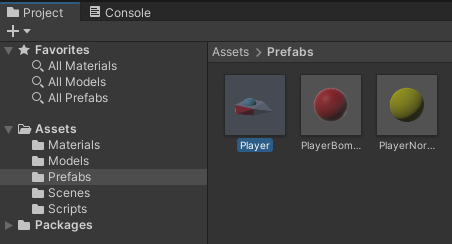 Project Console
Favorites
All Materials
All Models
All Prefabs
Assets
Materials
Models
Prefabs
Scenes
Scripts
Packages
Assets > Prefabs
Player PlayerBom... PlayerNor...